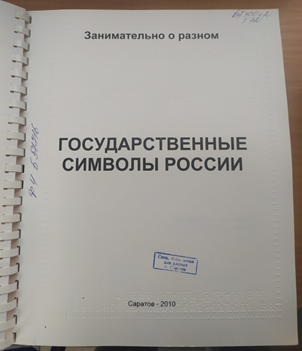 Занимательно о разном
ГОСУДАРСТВЕННЫЕ
СИМВОЛЫ РОССИИ
Саратов - 2010